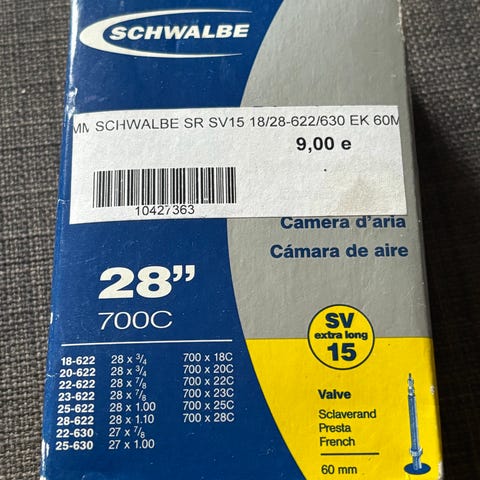 SCHWALBE
MM SCHWALBE SR SV15 18/28-622/630 EK 60M
9,00 e
10427363
Camera d'aria
Cámara de aire
28"
700C
SV
extra long
15
18-622 28 x 3/4 700 x 18C
20-622 28 x 3/4 700 x 20C
22-622 28 x 7/8 700 x 22C
23-622 28 x 7/8 700 x 23C
25-622 28 x 1.00 700 x 25C
28-622 28 x 1.10 700 x 28C
22-630 27 x 7/8
25-630 27 x 1.00
Valve
Sclaverand
Presta
French
60 mm